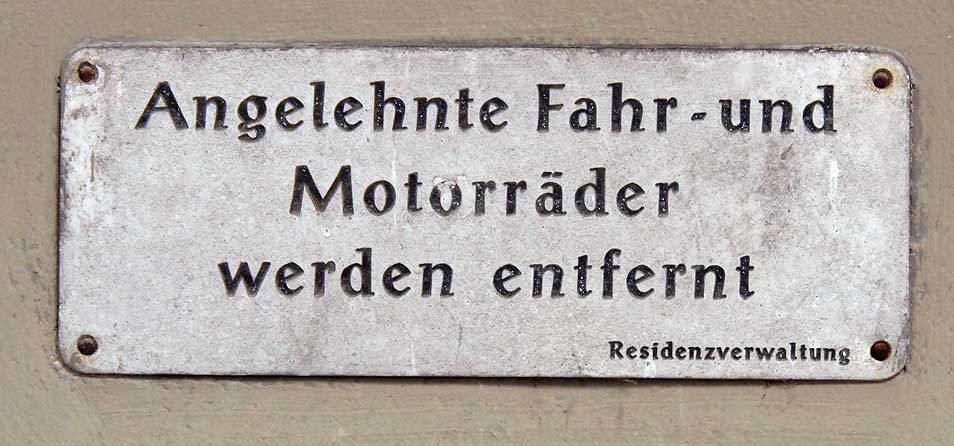 Angelehnte Fahr-und
Motorräder
werden entfernt
Residenzverwaltung